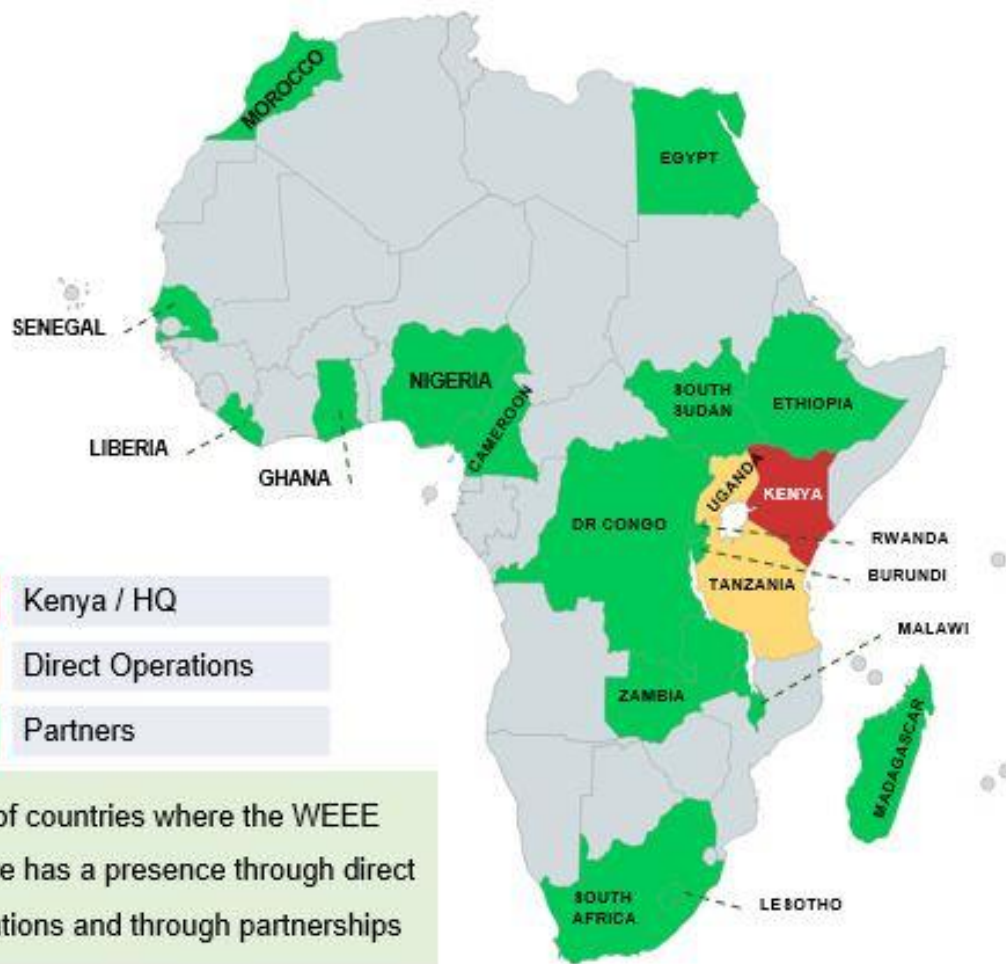 MOROCCO
EGYPT
SENEGAL
NIGERIA
CAMEROON
SOUTH
SUDAN
ETHIOPIA
LIBERIA
GHANA
UGANDA
KENYA
DR CONGO
RWANDA
BURUNDI
TANZANIA
MALAWI
Kenya / HQ
Direct Operations
Partners
ZAMBIA
MADAGASCAR
of countries where the WEEE
e has a presence through direct
tions and through partnerships
SOUTH
AFRICA
LESOTHO